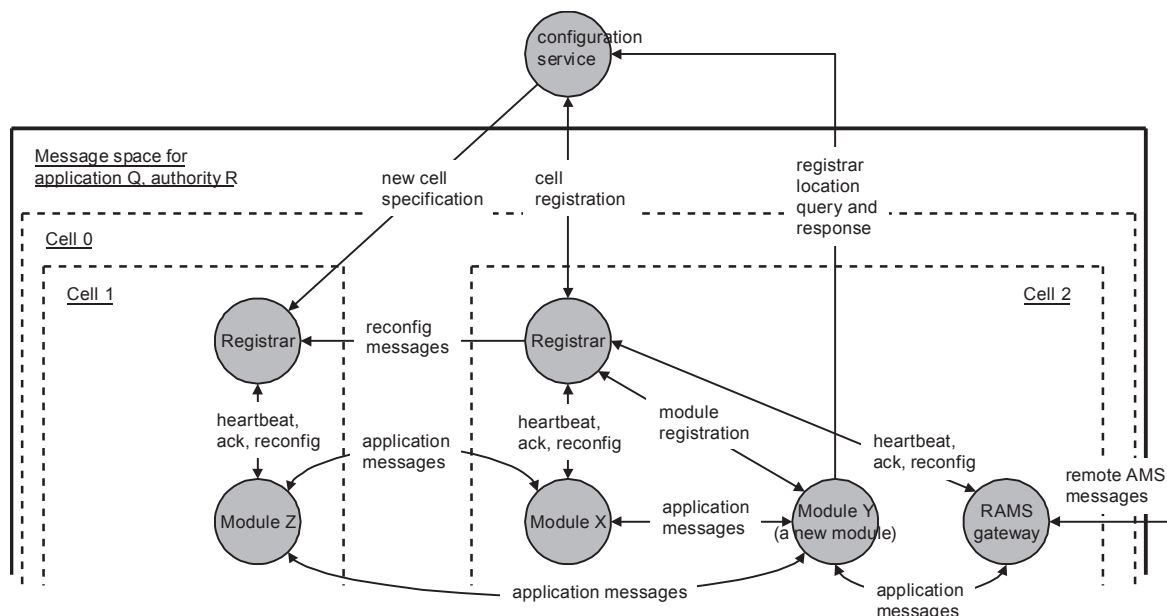 configuration
service
Message space for
application Q, authority R
new cell
specification
cell
registration
registrar
location
query and
response
Cell 0
Cell 1
Cell 2
Registrar
reconfig
messages
Registrar
heartbeat,
ack, reconfig
application
messages
heartbeat,
ack, reconfig
module
registration
heartbeat,
ack, reconfig
remote AMS
messages
Module Z
Module X
application
messages
Module Y
(a new module)
RAMS
gateway
application messages
application
messages